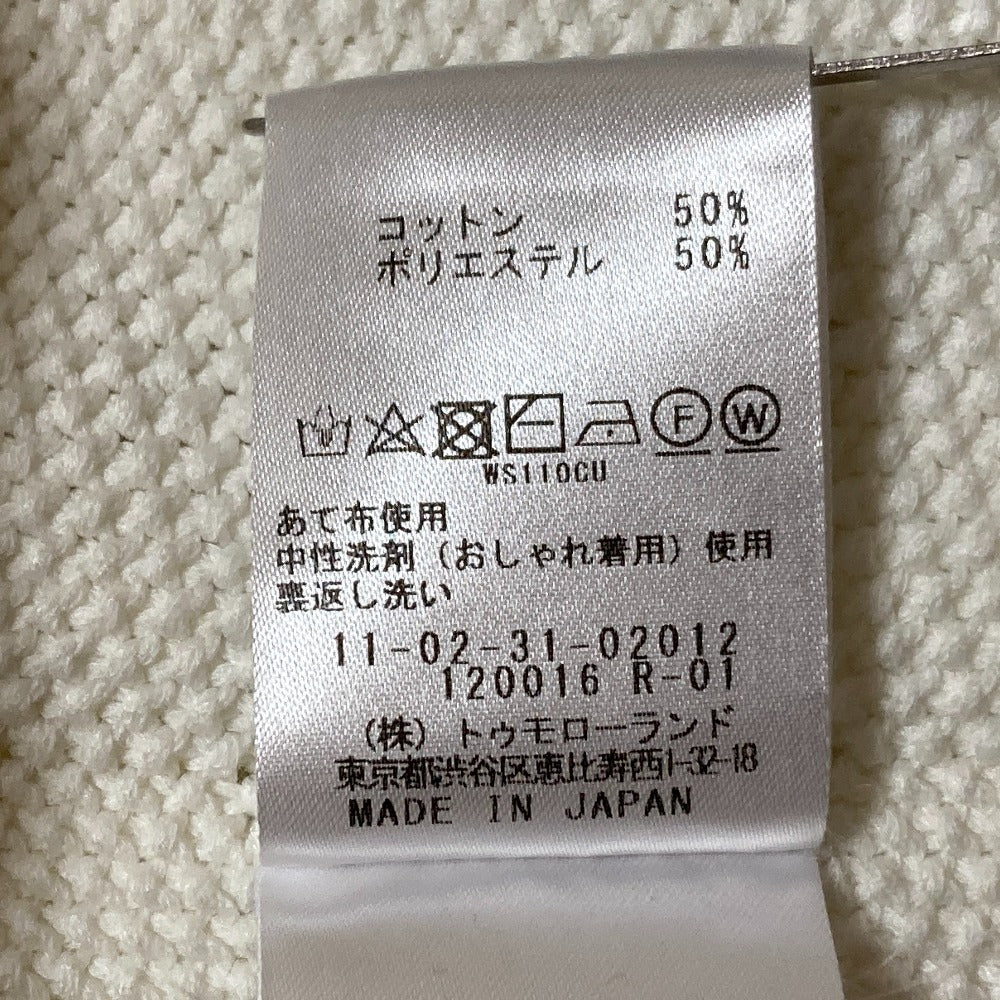 コットン 50%
ポリエステル 50%
F W
WS110CU
あて布使用
中性洗剤（おしゃれ着用）使用
裏返し洗い
11-02-31-02012
120016 R-01
（株）トゥモローランド
東京都渋谷区恵比寿西1-32-18
MADE IN JAPAN